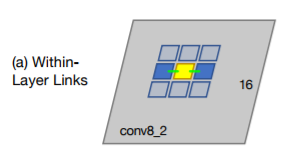 (a) Within-
Layer Links
16
conv8_2